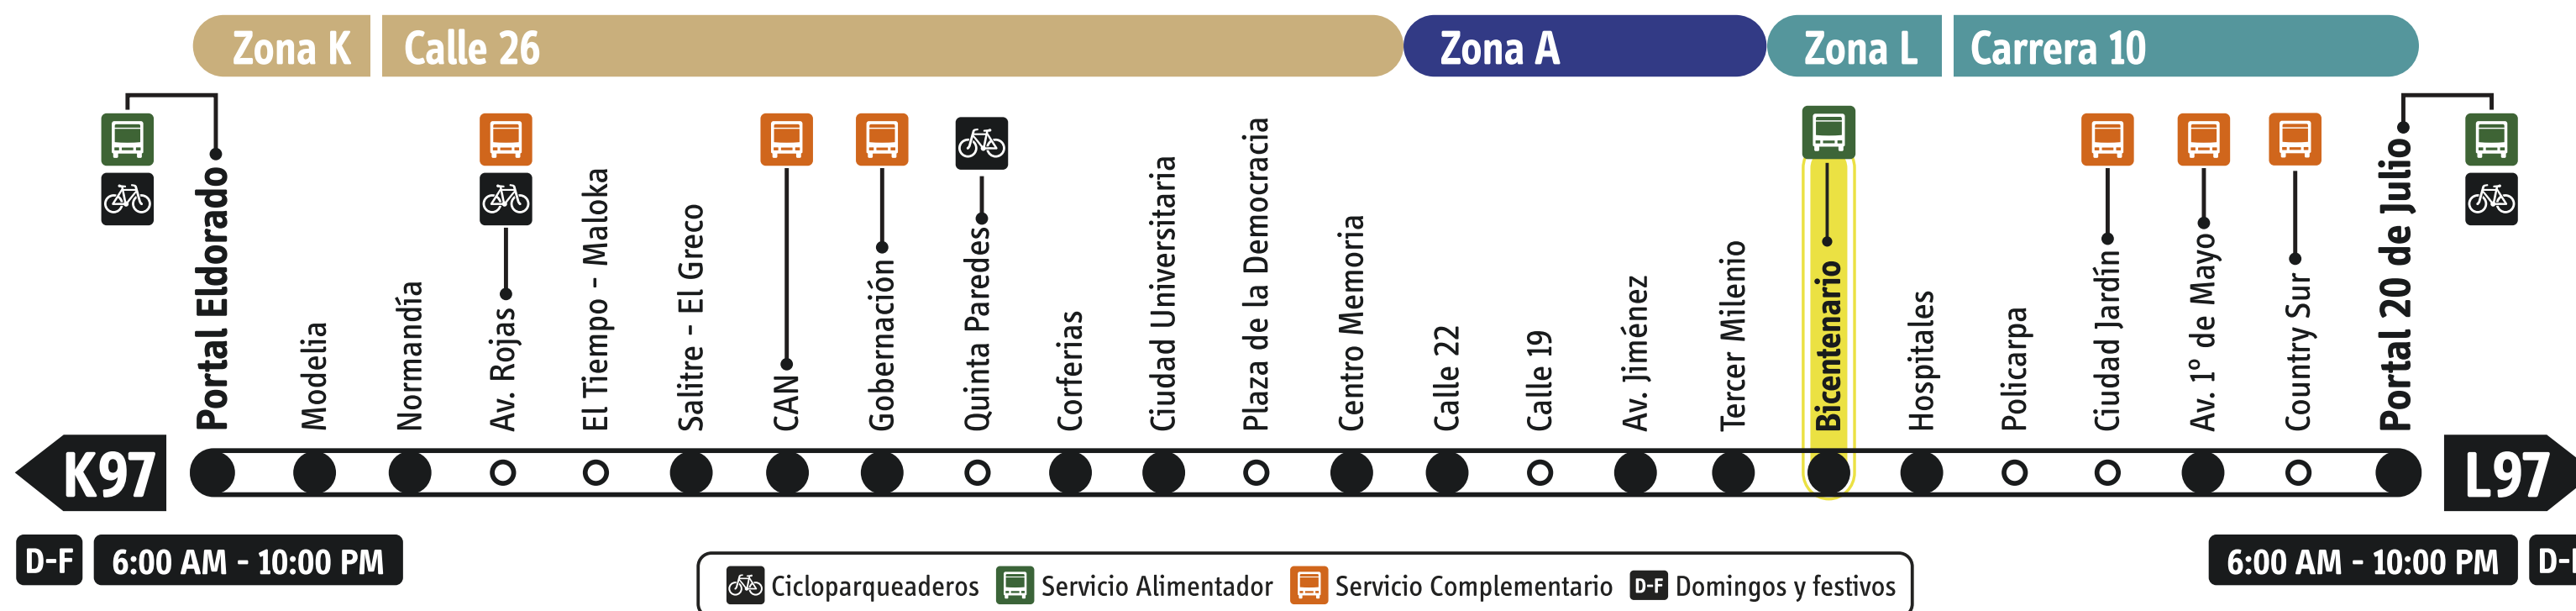 Zona K
Calle 26
Zona A
Zona L
Carrera 10
Portal Eldorado
Modelia
Normandía
Av. Rojas
El Tiempo - Maloka
Salitre - El Greco
CAN
Gobernación
Quinta Paredes
Corferias
Ciudad Universitaria
Plaza de la Democracia
Centro Memoria
Calle 22
Calle 19
Av. Jiménez
Tercer Milenio
Bicentenario
Hospitales
Policarpa
Ciudad Jardín
Av. 1º de Mayo
Country Sur
Portal 20 de Julio
K97
L97
D-F 6:00 AM - 10:00 PM
6:00 AM - 10:00 PM
Cicloparqueaderos Servicio Alimentador Servicio Complementario D-F Domingos y festivos